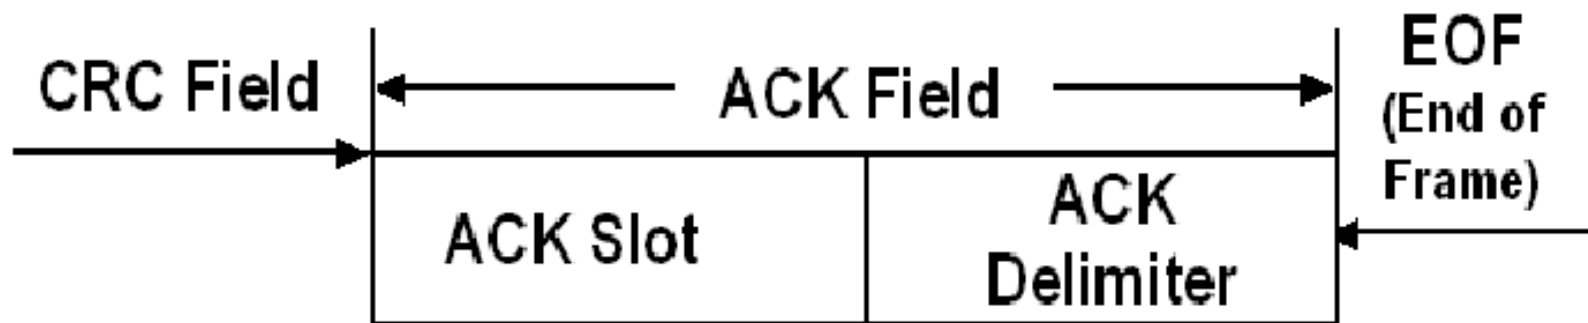 CRC Field
ACK Field
EOF
(End of
Frame)
ACK Slot
ACK
Delimiter